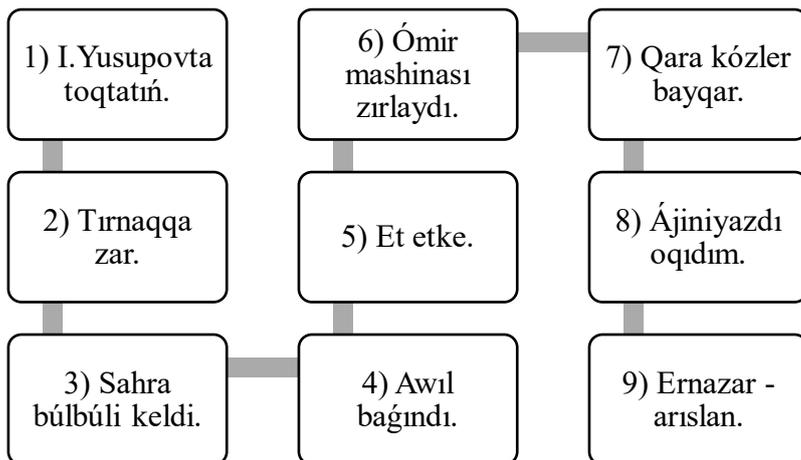 1) I.Yusupovta
toqtatıń.
2) Tırnaqqa
zar.
3) Sahra
búlbúli keldi.
4) Awıl
baǵındı.
5) Et etke.
6) Ómir
mashinası
zırlaydı.
7) Qara kózler
bayqar.
8) Ájiniyazdı
oqıdım.
9) Ernazar -
arıslan.